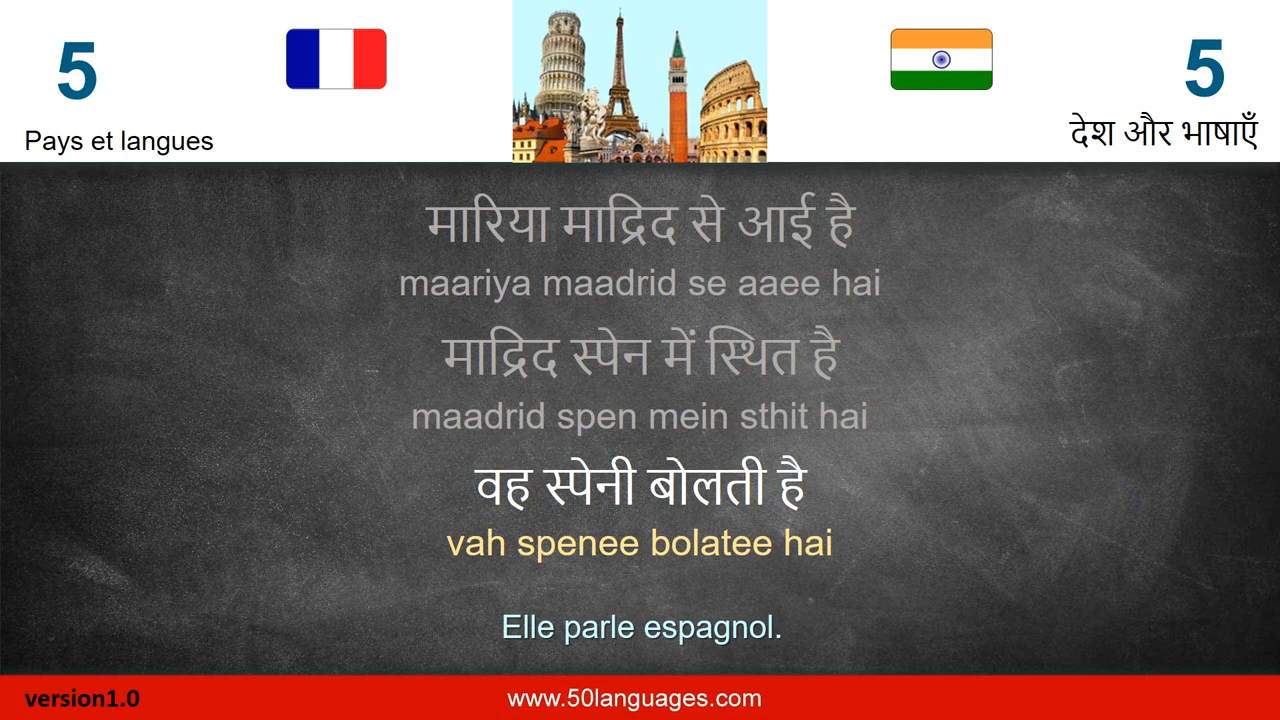 5
5
Pays et langues
देश और भाषाएँ
मारिया माद्रिद से आई है
maariya maadrid se aaee hai
माद्रिद स्पेन में स्थित है
maadrid spen mein sthit hai
वह स्पेनी बोलती है
vah spenee bolatee hai
Elle parle espagnol.
version1.0
www.50languages.com